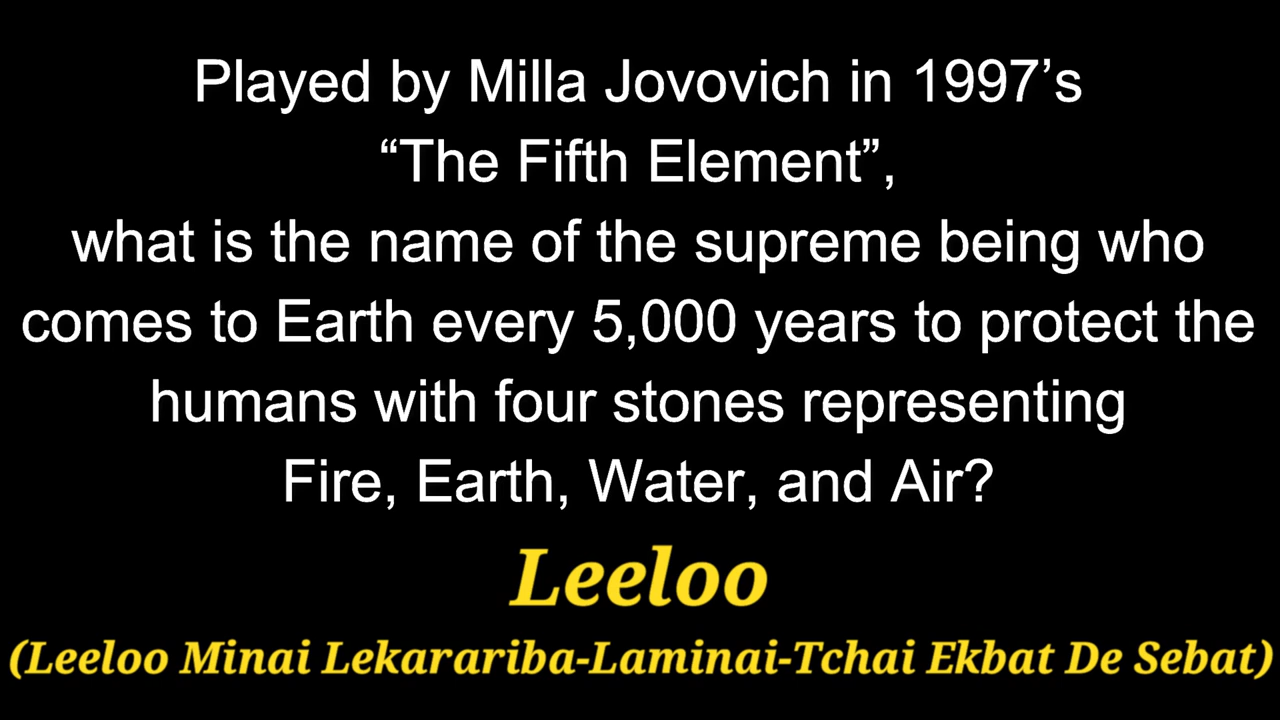 Played by Milla Jovovich in 1997’s
“The Fifth Element”,
what is the name of the supreme being who
comes to Earth every 5,000 years to protect the
humans with four stones representing
Fire, Earth, Water, and Air?
Leeloo
(Leeloo Minai Lekarariba-Laminai-Tchai Ekbat De Sebat)